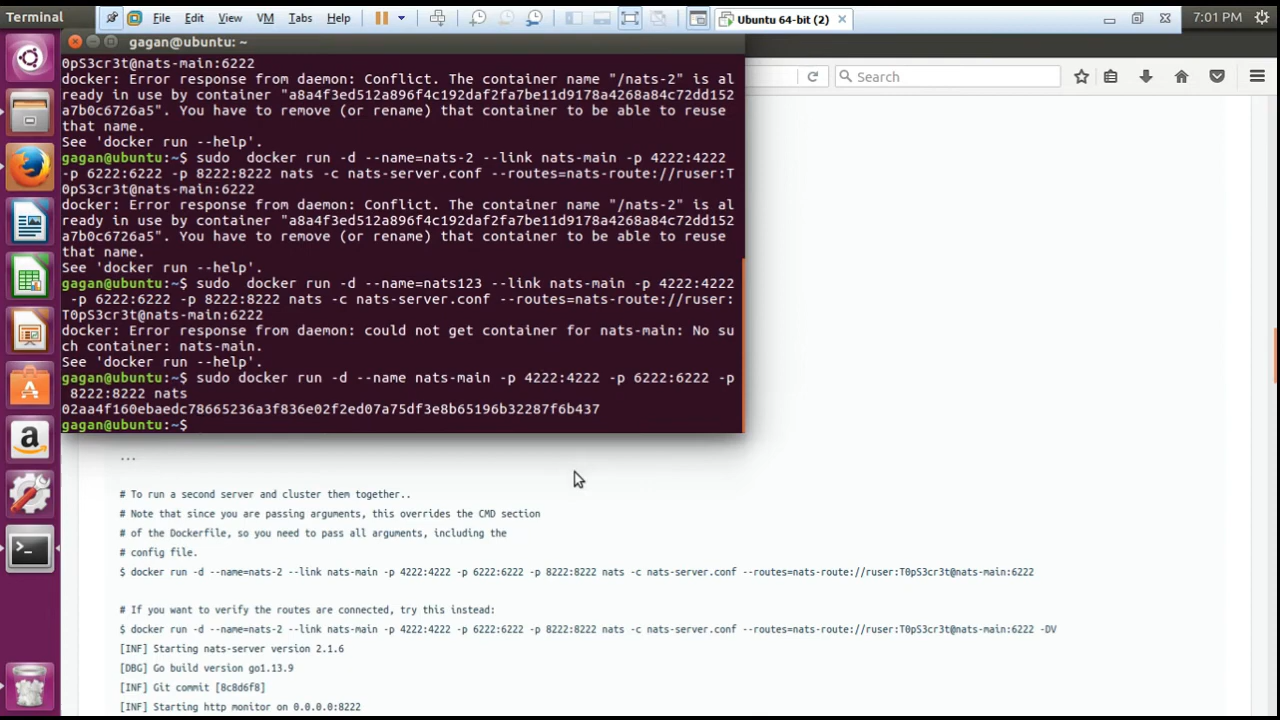 Terminal
File Edit View VM Tabs Help
Ubuntu 64-bit (2)
7:01 PM
gagan@ubuntu: ~
Search
0pS3cr3t@nats-main:6222
docker: Error response from daemon: Conflict. The container name "/nats-2" is al
ready in use by container "a8a4f3ed512a896f4c192daf2fa7be11d9178a4268a84c72dd152
a7b0c6726a5". You have to remove (or rename) that container to be able to reuse
that name.
See 'docker run --help'.
gagan@ubuntu:~$ sudo  docker run -d --name=nats-2 --link nats-main -p 4222:4222
-p 6222:6222 -p 8222:8222 nats -c nats-server.conf --routes=nats-route://ruser:T
0pS3cr3t@nats-main:6222
docker: Error response from daemon: Conflict. The container name "/nats-2" is al
ready in use by container "a8a4f3ed512a896f4c192daf2fa7be11d9178a4268a84c72dd152
a7b0c6726a5". You have to remove (or rename) that container to be able to reuse
that name.
See 'docker run --help'.
gagan@ubuntu:~$ sudo  docker run -d --name=nats123 --link nats-main -p 4222:4222
 -p 6222:6222 -p 8222:8222 nats -c nats-server.conf --routes=nats-route://ruser:
T0pS3cr3t@nats-main:6222
docker: Error response from daemon: could not get container for nats-main: No su
ch container: nats-main.
See 'docker run --help'.
gagan@ubuntu:~$ sudo docker run -d --name nats-main -p 4222:4222 -p 6222:6222 -p
 8222:8222 nats
02aa4f160ebaedc78665236a3f836e02f2ed07a75df3e8b65196b32287f6b437
gagan@ubuntu:~$
...
# To run a second server and cluster them together..
# Note that since you are passing arguments, this overrides the CMD section
# of the Dockerfile, so you need to pass all arguments, including the
# config file.
$ docker run -d --name=nats-2 --link nats-main -p 4222:4222 -p 6222:6222 -p 8222:8222 nats -c nats-server.conf --routes=nats-route://ruser:T0pS3cr3t@nats-main:6222
# If you want to verify the routes are connected, try this instead:
$ docker run -d --name=nats-2 --link nats-main -p 4222:4222 -p 6222:6222 -p 8222:8222 nats -c nats-server.conf --routes=nats-route://ruser:T0pS3cr3t@nats-main:6222 -DV
[INF] Starting nats-server version 2.1.6
[DBG] Go build version go1.13.9
[INF] Git commit [8c8d6f8]
[INF] Starting http monitor on 0.0.0.0:8222